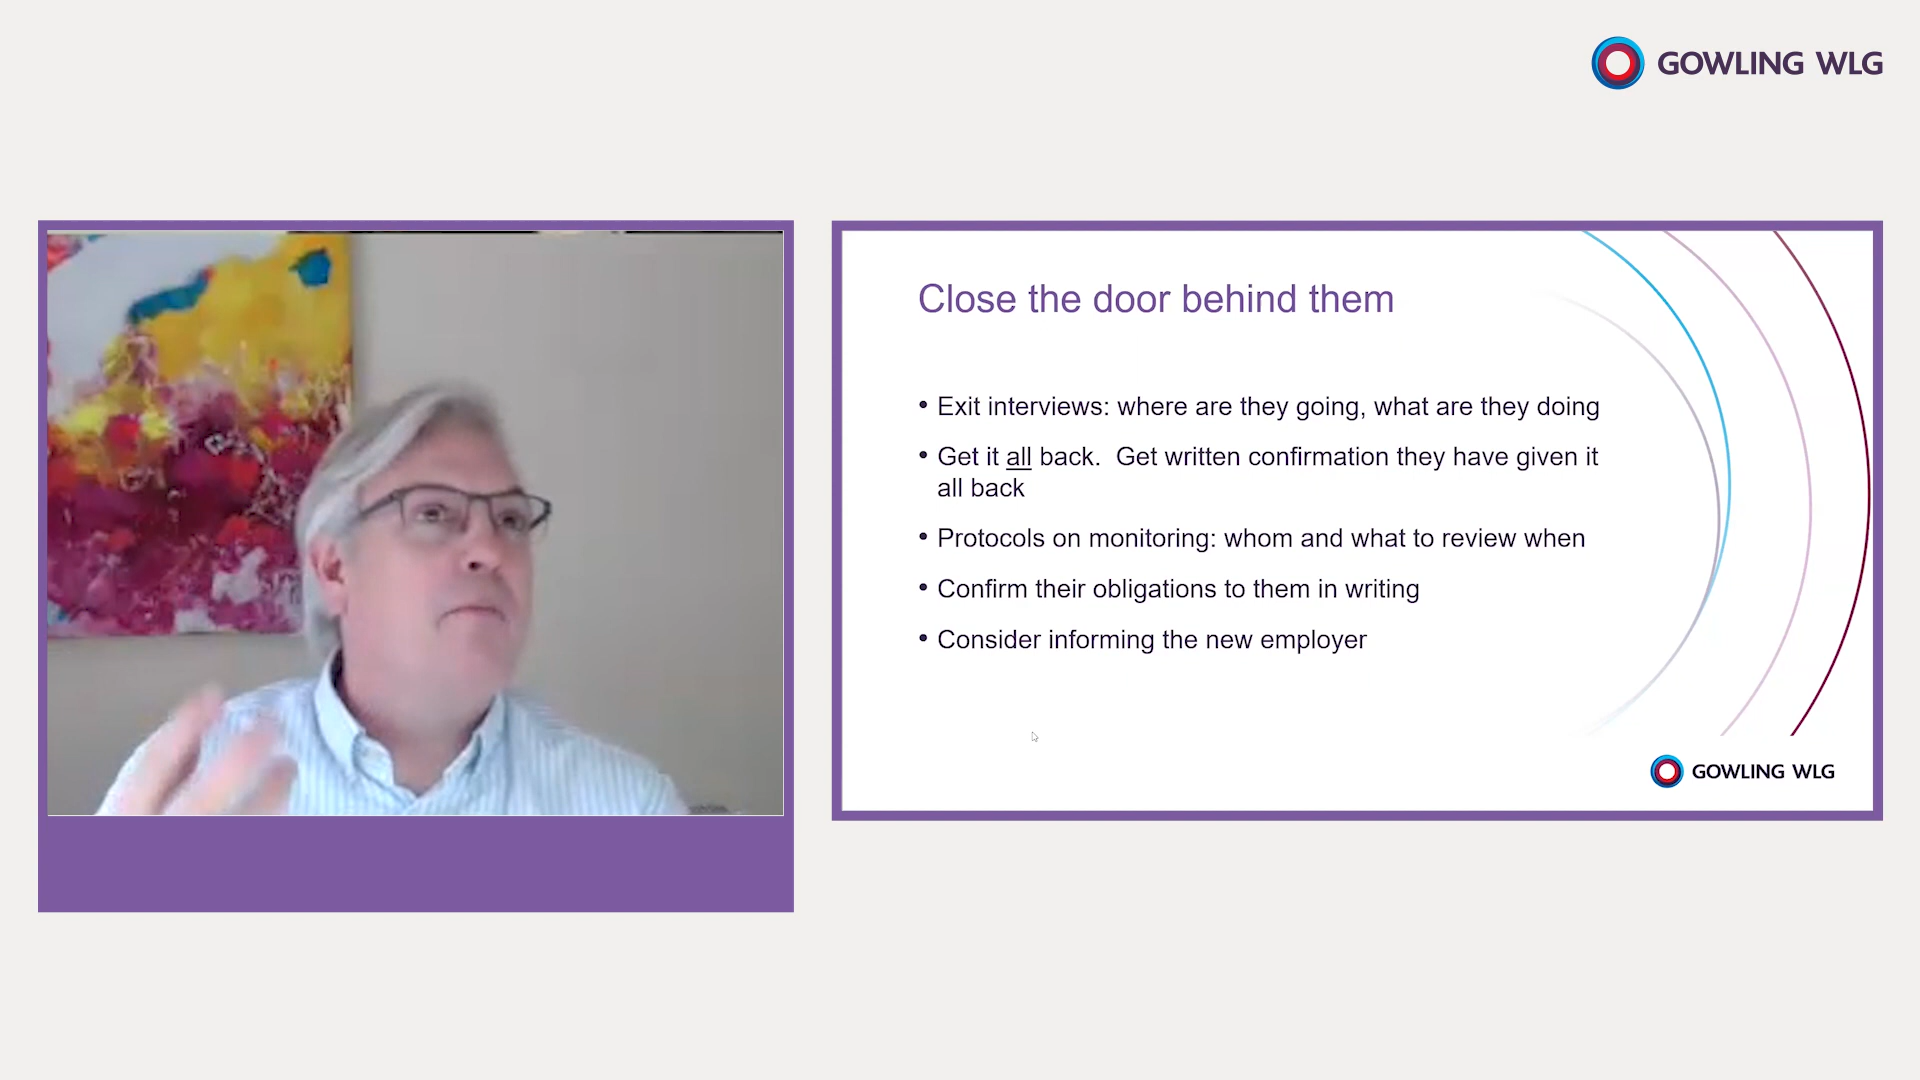 GOWLING WLG
Close the door behind them
• Exit interviews: where are they going, what are they doing
• Get it all back.  Get written confirmation they have given it
all back
• Protocols on monitoring: whom and what to review when
• Confirm their obligations to them in writing
• Consider informing the new employer
GOWLING WLG